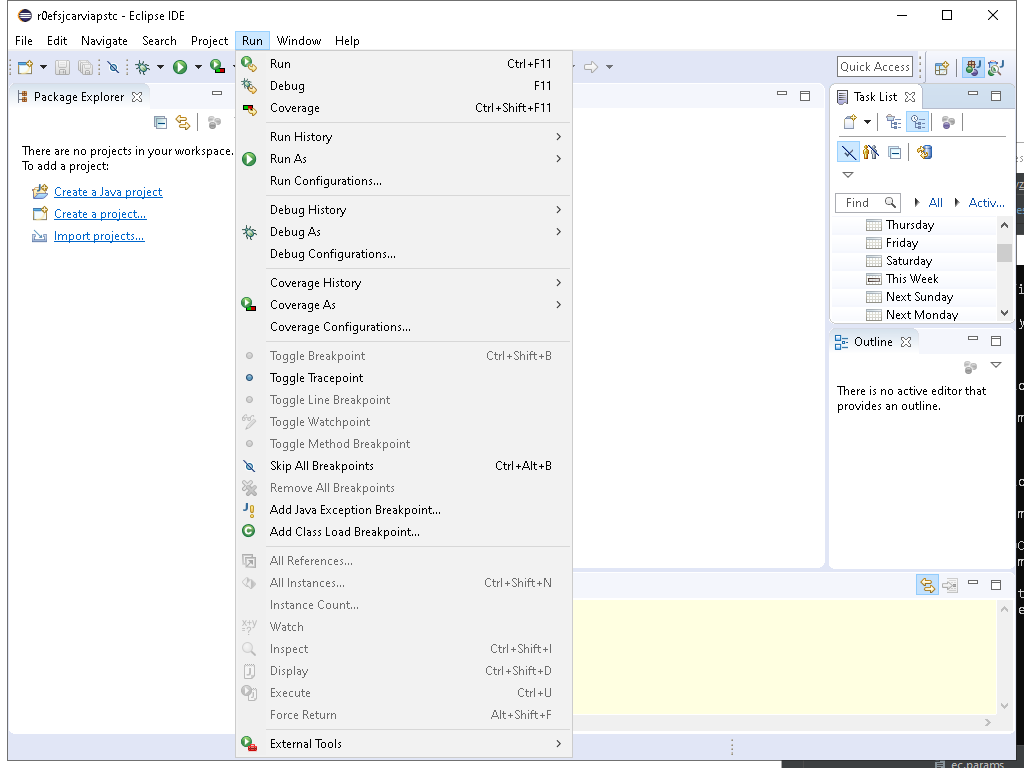 r0efsjcarviapstc - Eclipse IDE
File Edit Navigate Search Project Run Window Help
Quick Access
Package Explorer
There are no projects in your workspace.
To add a project:
Create a Java project
Create a project...
Import projects...
Run Ctrl+F11
Debug F11
Coverage Ctrl+Shift+F11
Run History
Run As
Run Configurations...
Debug History
Debug As
Debug Configurations...
Coverage History
Coverage As
Coverage Configurations...
Toggle Breakpoint Ctrl+Shift+B
Toggle Tracepoint
Toggle Line Breakpoint
Toggle Watchpoint
Toggle Method Breakpoint
Skip All Breakpoints Ctrl+Alt+B
Remove All Breakpoints
Add Java Exception Breakpoint...
Add Class Load Breakpoint...
All References...
All Instances... Ctrl+Shift+N
Instance Count...
Watch
Inspect Ctrl+Shift+I
Display Ctrl+Shift+D
Execute Ctrl+U
Force Return Alt+Shift+F
External Tools
Task List
Find All Activ...
Thursday
Friday
Saturday
This Week
Next Sunday
Next Monday
Outline
There is no active editor that
provides an outline.
ec.params